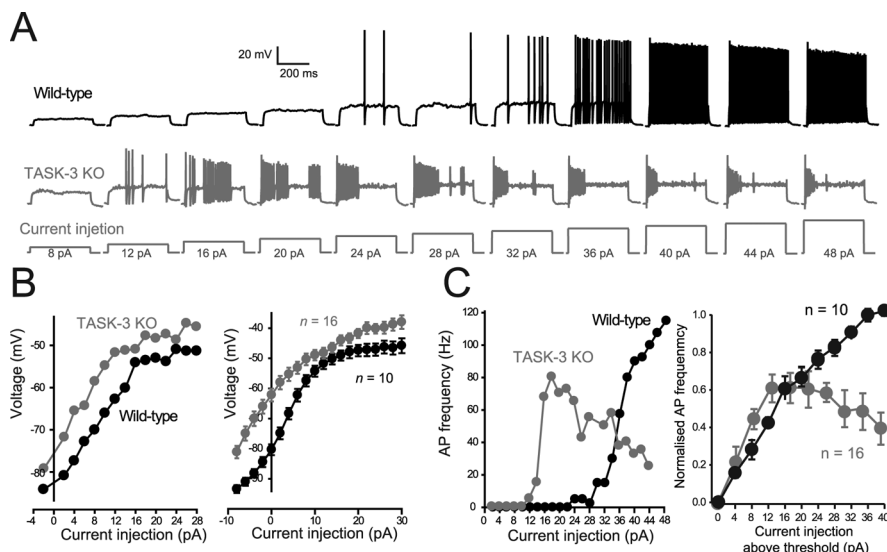 A
20 mV
200 ms
Wild-type
TASK-3 KO
Current injetion
8 pA 12 pA 16 pA 20 pA 24 pA 28 pA 32 pA 36 pA 40 pA 44 pA 48 pA
B
TASK-3 KO
Wild-type
Voltage (mV)
-50
-60
-70
-80
-4 0 4 8 12 16 20 24 28
Current injection (pA)
n = 16
n = 10
Voltage (mV)
-40
-50
-60
-70
-80
-90
-10 0 10 20 30
Current injection (pA)
C
Wild-type
TASK-3 KO
AP frequency (Hz)
120
100
80
60
40
20
0
0 4 8 12 16 20 24 28 32 36 40 44 48
Current injection (pA)
n = 10
n = 16
Normalised AP frequenmcy
1.0
0.8
0.6
0.4
0.2
0.0
0 4 8 12 16 20 24 28 32 36 40
Current injection
above threshold (pA)